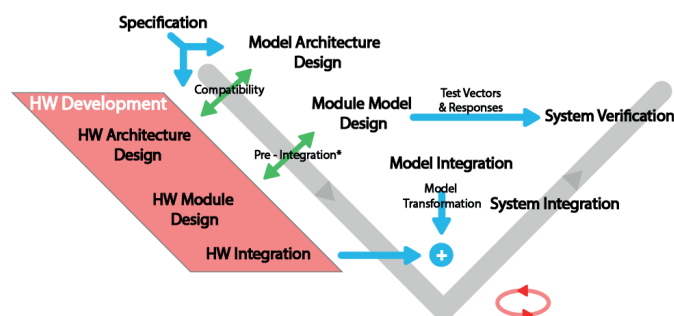 Specification
Model Architecture
Design
Compatibility
HW Development
HW Architecture
Design
Module Model
Design
Test Vectors
& Responses
System Verification
Pre - Integration*
Model Integration
Model
Transformation
HW Module
Design
System Integration
HW Integration
+